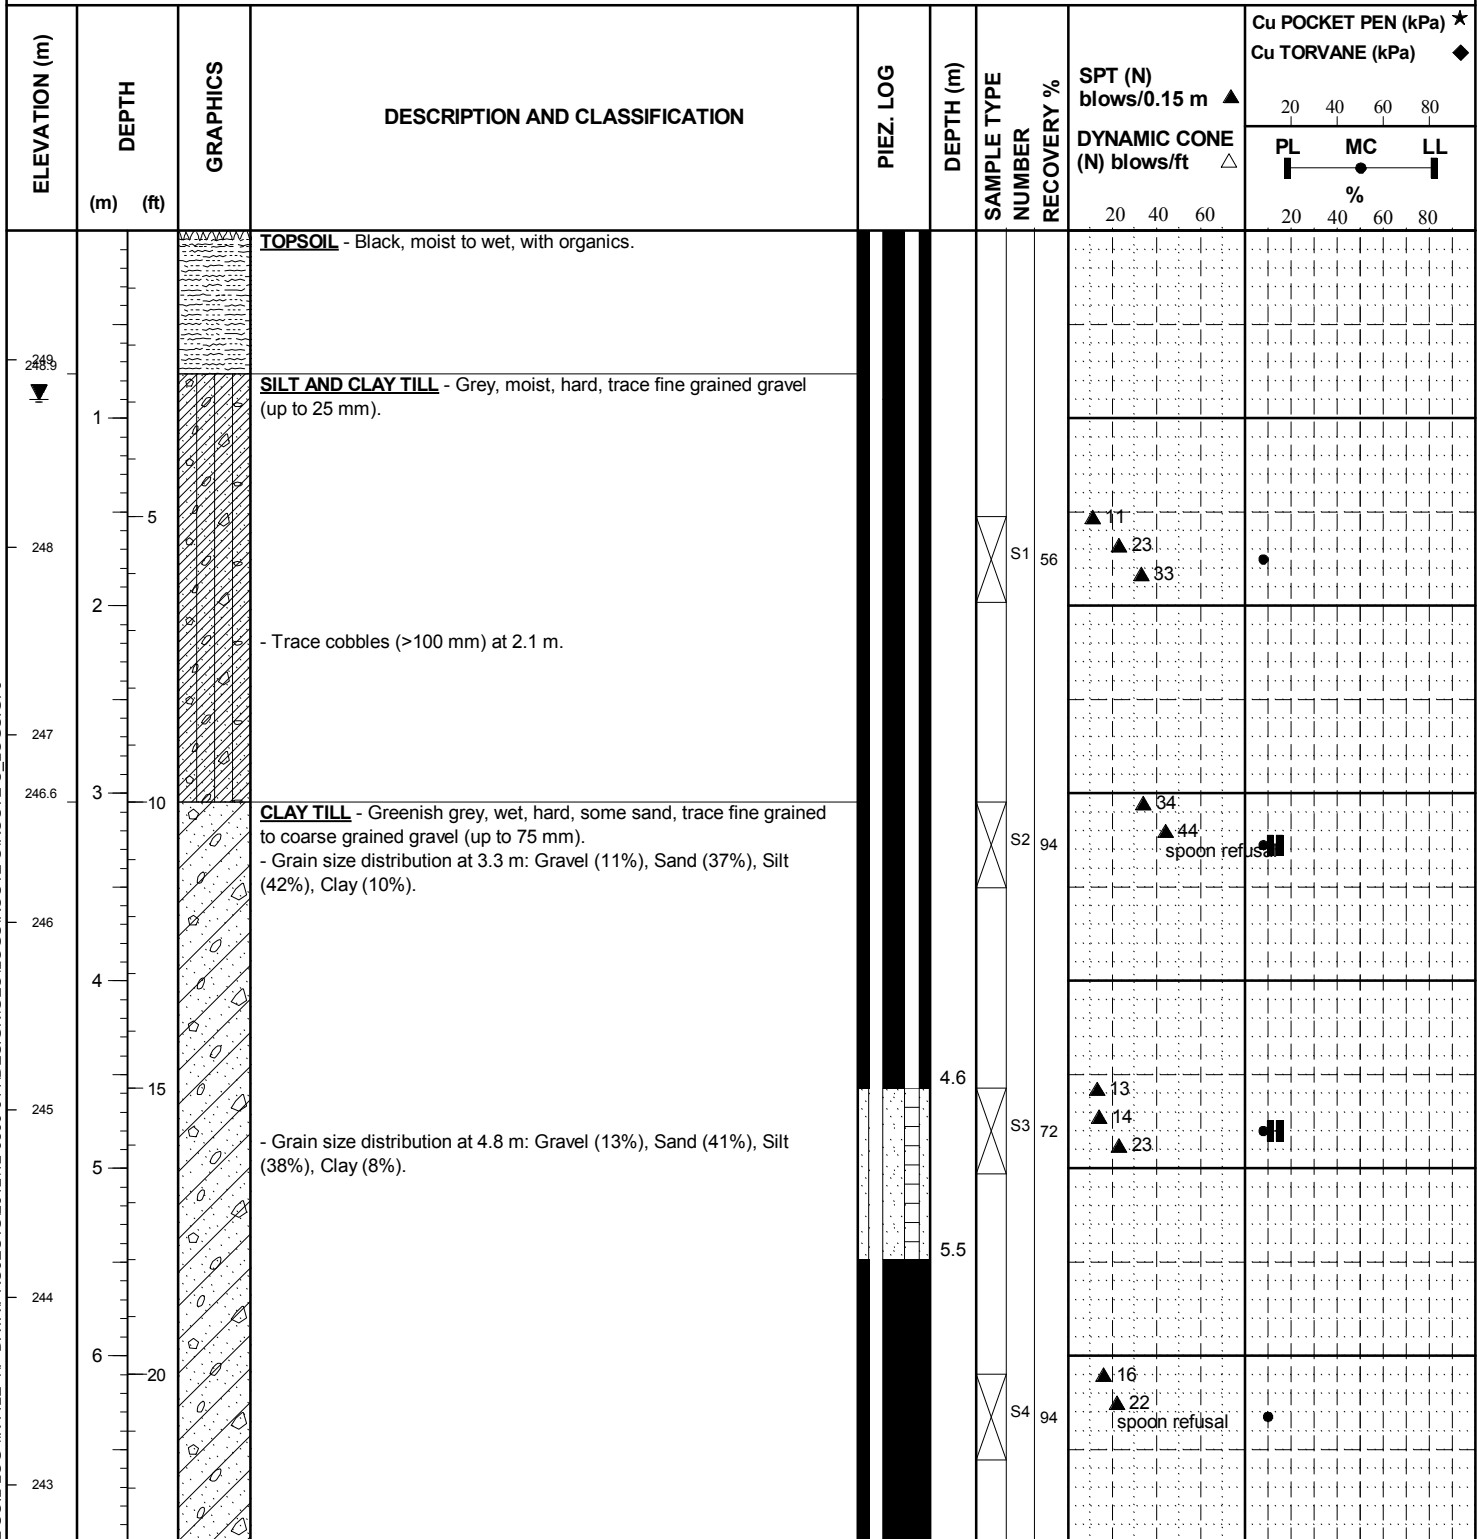 ELEVATION (m)
DEPTH
(m) (ft)
GRAPHICS
DESCRIPTION AND CLASSIFICATION
PIEZ. LOG
DEPTH (m)
SAMPLE TYPE
NUMBER
RECOVERY %
SPT (N)
blows/0.15 m ▲
DYNAMIC CONE
(N) blows/ft △
20 40 60
Cu POCKET PEN (kPa) ★
Cu TORVANE (kPa) ◆
20 40 60 80
PL MC LL
%
20 40 60 80
TOPSOIL - Black, moist to wet, with organics.
249
248.9
SILT AND CLAY TILL - Grey, moist, hard, trace fine grained gravel
(up to 25 mm).
1
5
11
248
S1
56
23
33
2
- Trace cobbles (>100 mm) at 2.1 m.
247
246.6
3
10
CLAY TILL - Greenish grey, wet, hard, some sand, trace fine grained
to coarse grained gravel (up to 75 mm).
- Grain size distribution at 3.3 m: Gravel (11%), Sand (37%), Silt
(42%), Clay (10%).
S2
94
34
44
spoon refusal
246
4
4.6
15
13
245
14
S3
72
23
- Grain size distribution at 4.8 m: Gravel (13%), Sand (41%), Silt
(38%), Clay (8%).
5
5.5
244
6
20
16
22
S4
94
spoon refusal
243